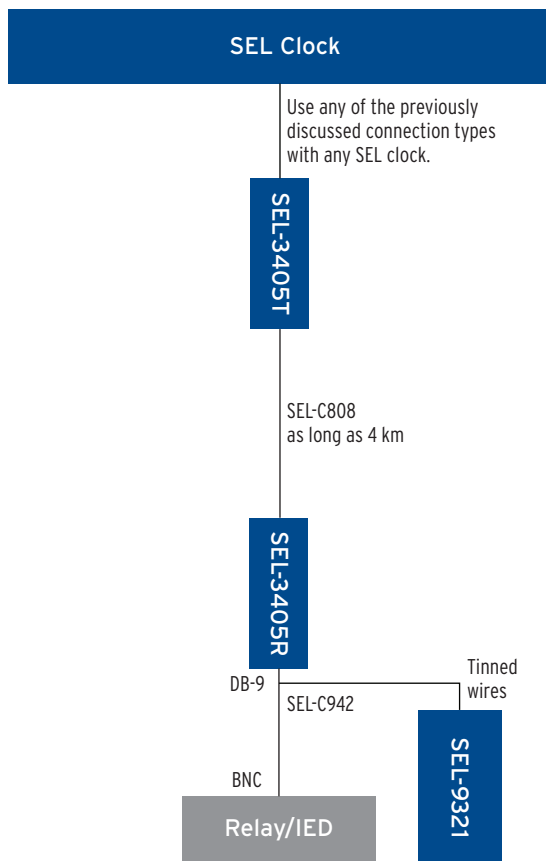 SEL Clock
Use any of the previously
discussed connection types
with any SEL clock.
SEL-3405T
SEL-C808
as long as 4 km
SEL-3405R
DB-9
SEL-C942
Tinned
wires
SEL-9321
BNC
Relay/IED